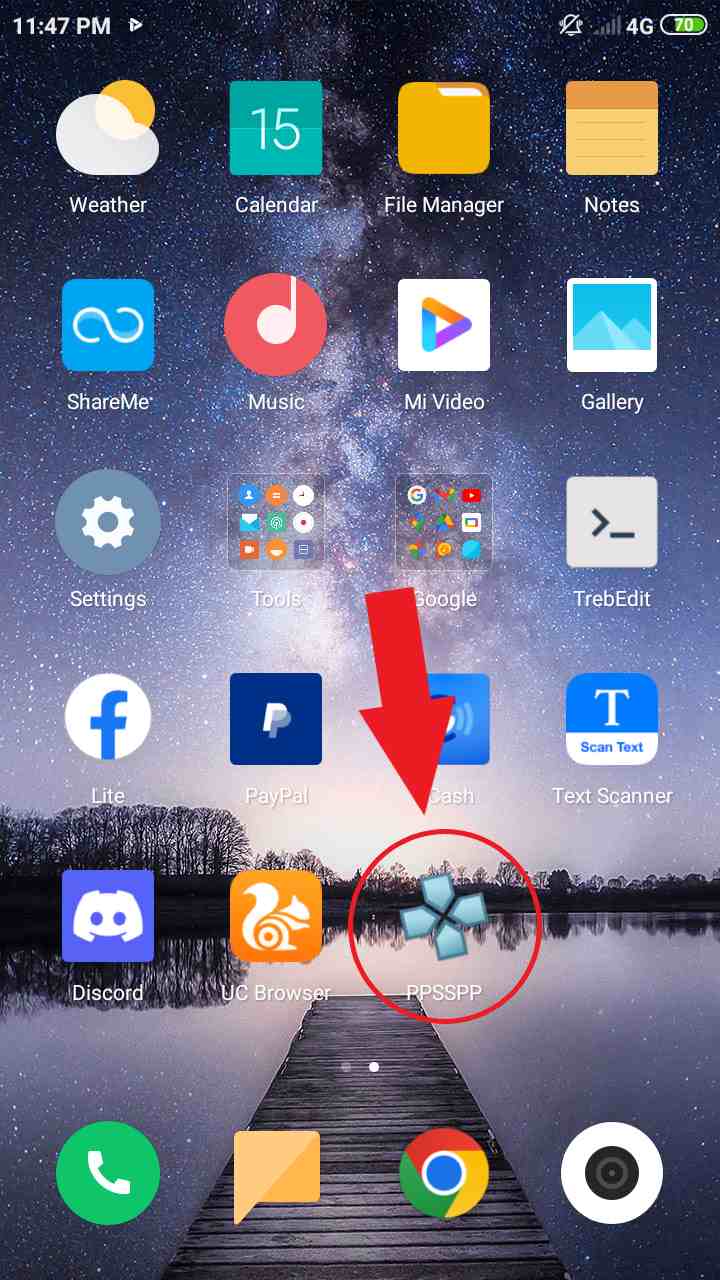 11:47 PM
4G 70
15
Weather Calendar File Manager Notes
ShareMe Music Mi Video Gallery
Settings Tools Google TrebEdit
T
Scan Text
Lite PayPal Cash Text Scanner
Discord UC Browser PPSSPP